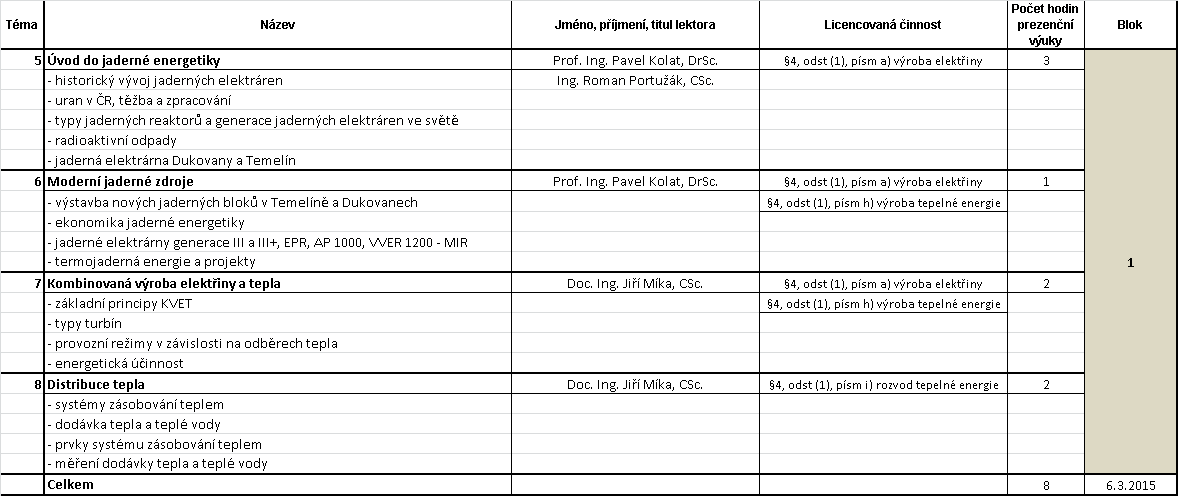 Téma Název Jméno, příjmení, titul lektora Licencovaná činnost Počet hodin prezenční výuky Blok
5 Úvod do jaderné energetiky Prof. Ing. Pavel Kolat, DrSc. §4, odst (1), písm a) výroba elektřiny 3
- historický vývoj jaderných elektráren Ing. Roman Portužák, CSc.
- uran v ČR, těžba a zpracování
- typy jaderných reaktorů a generace jaderných elektráren ve světě
- radioaktivní odpady
- jaderná elektrárna Dukovany a Temelín
6 Moderní jaderné zdroje Prof. Ing. Pavel Kolat, DrSc. §4, odst (1), písm a) výroba elektřiny 1
- výstavba nových jaderných bloků v Temelíně a Dukovanech §4, odst (1), písm h) výroba tepelné energie
- ekonomika jaderné energetiky
- jaderné elektrárny generace III a III+, EPR, AP 1000, VVER 1200 - MIR
- termojaderná energie a projekty
1
7 Kombinovaná výroba elektřiny a tepla Doc. Ing. Jiří Míka, CSc. §4, odst (1), písm a) výroba elektřiny 2
- základní principy KVET §4, odst (1), písm h) výroba tepelné energie
- typy turbín
- provozní režimy v závislosti na odběrech tepla
- energetická účinnost
8 Distribuce tepla Doc. Ing. Jiří Míka, CSc. §4, odst (1), písm i) rozvod tepelné energie 2
- systémy zásobování teplem
- dodávka tepla a teplé vody
- prvky systému zásobování teplem
- měření dodávky tepla a teplé vody
Celkem 8 6.3.2015